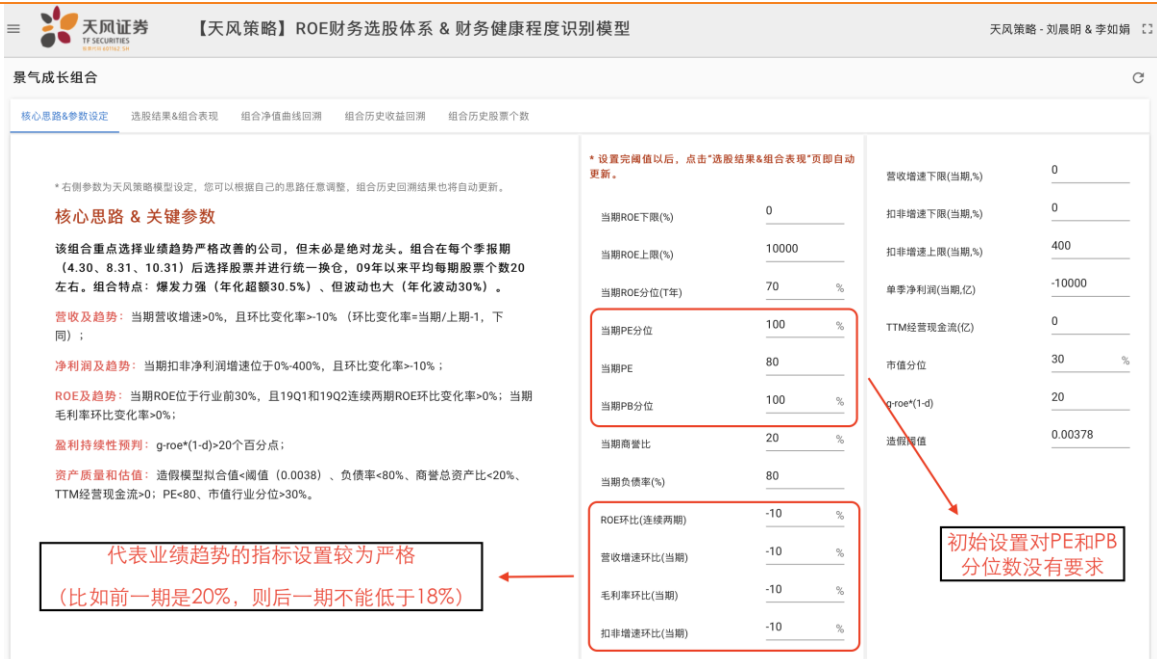 天风证券
TF SECURITIES
【天风策略】ROE财务选股体系 & 财务健康程度识别模型
天风策略 - 刘晨明 & 李如娟
景气成长组合
核心思路&参数设定
选股结果&组合表现
组合净值曲线回溯
组合历史收益回溯
组合历史股票个数
*右侧参数为天风策略模型设定，您可以根据自己的思路任意调整，组合历史回溯结果也将自动更新。
核心思路 & 关键参数
该组合重点选择业绩趋势严格改善的公司，但未必是绝对龙头。组合在每个季报期
（4.30、8.31、10.31）后选择股票并进行统一换仓，09年以来平均每期股票个数20
左右。组合特点：爆发力强（年化超额30.5%）、但波动也大（年化波动30%）。
营收及趋势：当期营收增速>0%，且环比变化率>-10% （环比变化率=当期/上期-1，下
同）；
净利润及趋势：当期扣非净利润增速位于0%-400%，且环比变化率>-10%；
ROE及趋势：当期ROE位于行业前30%，且19Q1和19Q2连续两期ROE环比变化率>0%；当期
毛利率环比变化率>0%；
盈利持续性预判：g-roe*(1-d)>20个百分点；
资产质量和估值：造假模型拟合值<阈值（0.0038）、负债率<80%、商誉总资产比<20%、
TTM经营现金流>0；PE<80、市值行业分位>30%。
代表业绩趋势的指标设置较为严格
（比如前一期是20%，则后一期不能低于18%）
* 设置完阈值以后，点击“选股结果&组合表现”页即自动
更新。
当期ROE下限(%) 0
当期ROE上限(%) 10000
当期ROE分位(T年) 70 %
当期PE分位 100 %
当期PE 80
当期PB分位 100 %
当期商誉比 20 %
当期负债率(%) 80
ROE环比(连续两期) -10 %
营收增速环比(当期) -10 %
毛利率环比(当期) -10 %
扣非增速环比(当期) -10 %
营收增速下限(当期,%) 0
扣非增速下限(当期,%) 0
扣非增速上限(当期,%) 400
单季净利润(当期,亿) -10000
TTM经营现金流(亿) 0
市值分位 30 %
g-roe*(1-d) 20
造假阈值 0.00378
初始设置对PE和PB
分位数没有要求